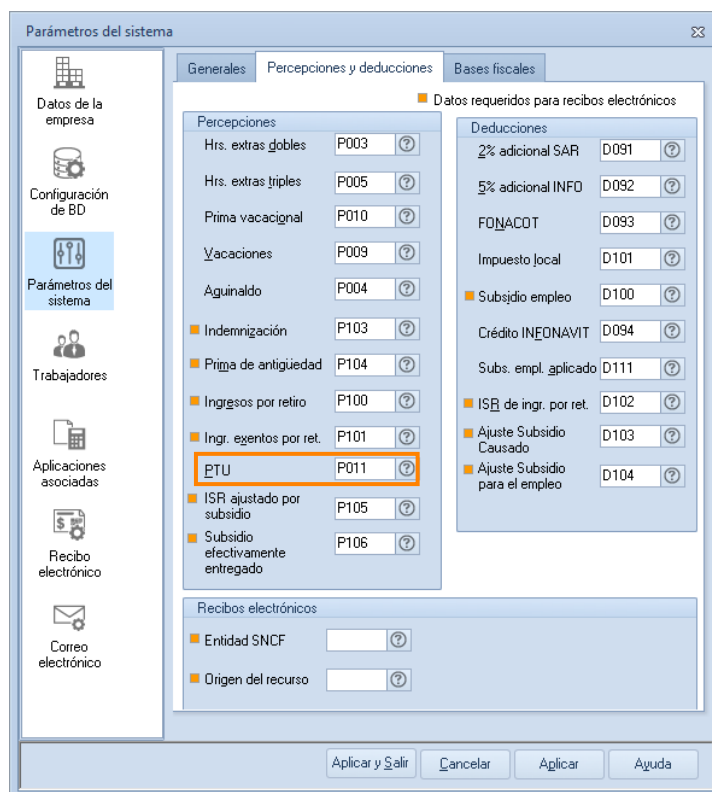 Parámetros del sistema
Datos de la
empresa
Configuración
de BD
Parámetros del
sistema
Trabajadores
Aplicaciones
asociadas
Recibo
electrónico
Correo
electrónico
Generales
Percepciones y deducciones
Bases fiscales
Datos requeridos para recibos electrónicos
Percepciones
Hrs. extras dobles P003
Hrs. extras triples P005
Prima vacacional P010
Vacaciones P009
Aguinaldo P004
Indemnización P103
Prima de antigüedad P104
Ingresos por retiro P100
Ingr. exentos por ret. P101
PTU P011
ISR ajustado por
subsidio P105
Subsidio
efectivamente
entregado P106
Deducciones
2% adicional SAR D091
5% adicional INFO D092
FONACOT D093
Impuesto local D101
Subsidio empleo D100
Crédito INFONAVIT D094
Subs. empl. aplicado D111
ISR de ingr. por ret. D102
Ajuste Subsidio
Causado D103
Ajuste Subsidio
para el empleo D104
Recibos electrónicos
Entidad SNCF
Origen del recurso
Aplicar y Salir
Cancelar
Aplicar
Ayuda